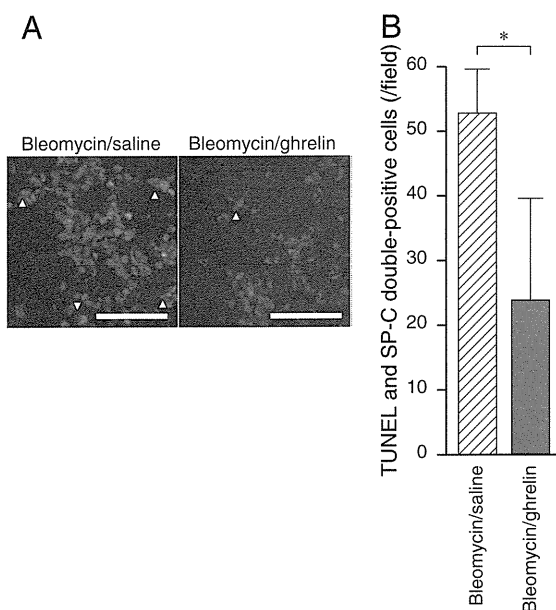 A
Bleomycin/saline
Bleomycin/ghrelin
B
TUNEL and SP-C double-positive cells (/field)
*
60
50
40
30
20
10
0
Bleomycin/saline
Bleomycin/ghrelin